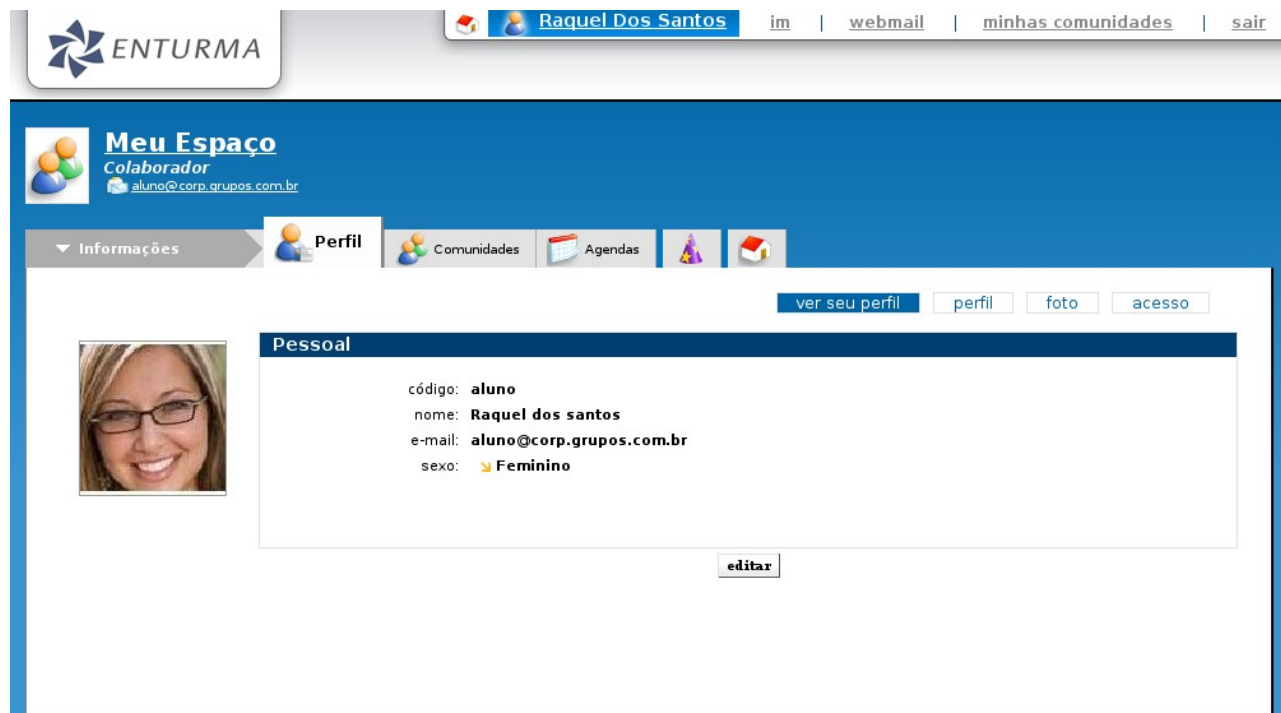 ENTURMA
Raquel Dos Santos im | webmail | minhas comunidades | sair
Meu Espaço
Colaborador
aluno@corp.grupos.com.br
Informações Perfil Comunidades Agendas
ver seu perfil perfil foto acesso
Pessoal
código: aluno
nome: Raquel dos santos
e-mail: aluno@corp.grupos.com.br
sexo: Feminino
editar